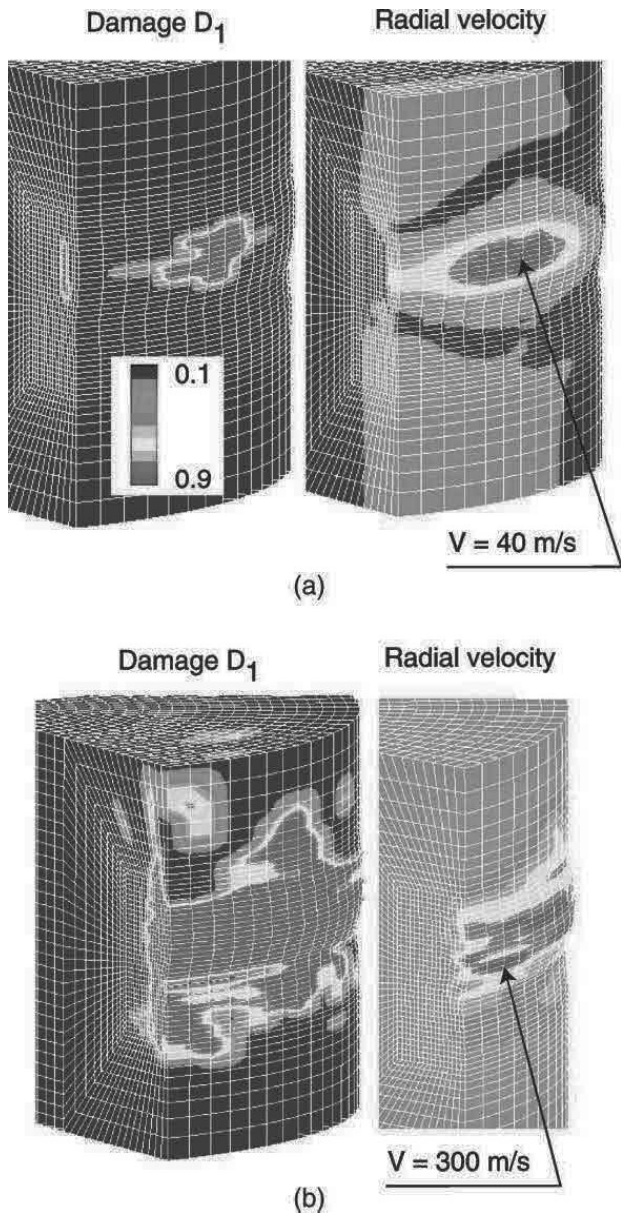 Damage D₁ Radial velocity
0.1
0.9
V = 40 m/s
(a)
Damage D₁ Radial velocity
V = 300 m/s
(b)